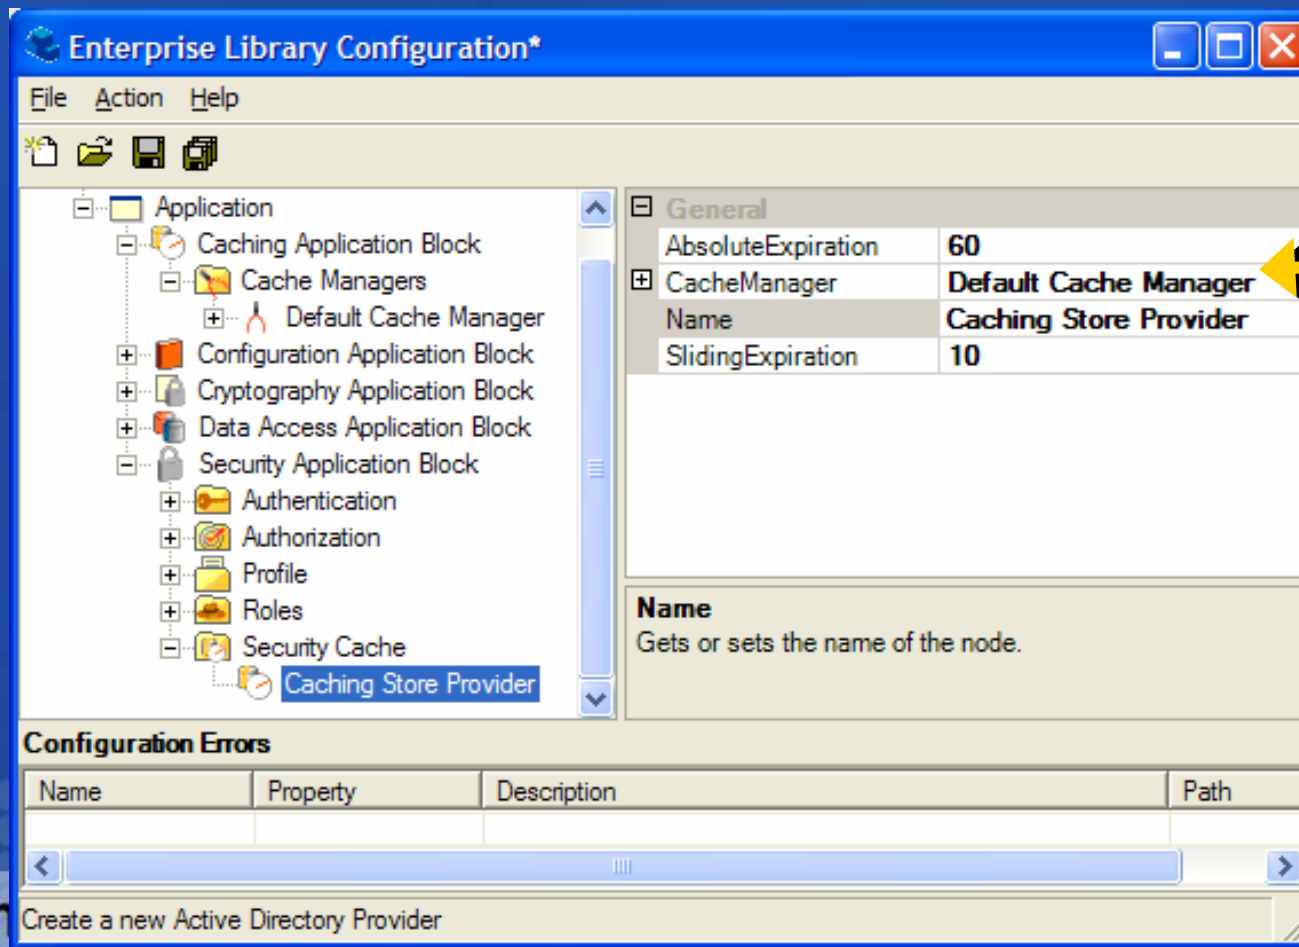 Enterprise Library Configuration*
File Action Help
Application
Caching Application Block
Cache Managers
Default Cache Manager
Configuration Application Block
Cryptography Application Block
Data Access Application Block
Security Application Block
Authentication
Authorization
Profile
Roles
Security Cache
Caching Store Provider
General
AbsoluteExpiration 60
CacheManager Default Cache Manager
Name Caching Store Provider
SlidingExpiration 10
Name
Gets or sets the name of the node.
Configuration Errors
Name Property Description Path
Create a new Active Directory Provider